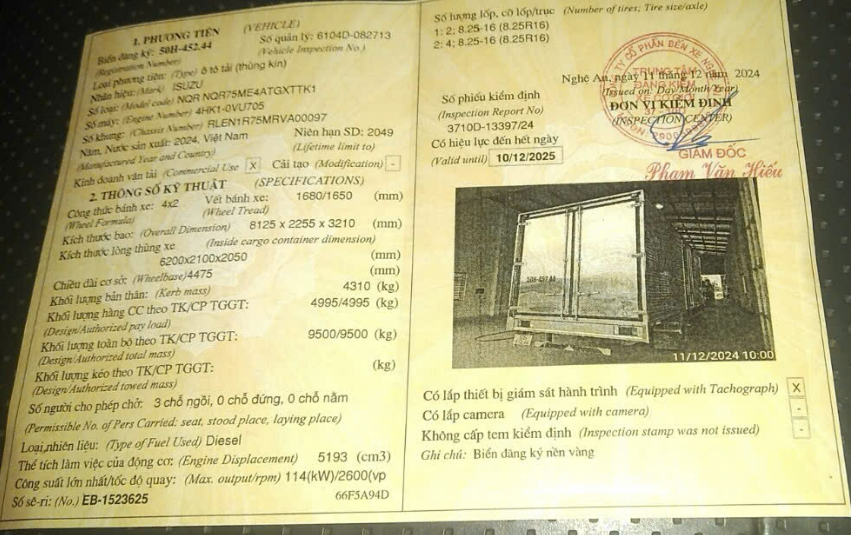 1. PHƯƠNG TIỆN (VEHICLE)
Biển đăng ký: 50H-452.44 Số quản lý: 6104D-082713
(Registration Number) (Vehicle Inspection No.)
Loại phương tiện: (Type) ô tô tải (thùng kín)
Nhãn hiệu: (Mark) ISUZU
Số loại: (Model code) NQR NQR75ME4ATGXTTK1
Số máy: (Engine Number) 4HK1-0VU705
Số khung: (Chassis Number) RLEN1R75MRVA00097
Năm, Nước sản xuất: 2024, Việt Nam Niên hạn SD: 2049
(Manufactured Year and Country) (Lifetime limit to)
Kinh doanh vận tải (Commercial Use X Cải tạo (Modification) -
2. THÔNG SỐ KỸ THUẬT (SPECIFICATIONS)
Công thức bánh xe: 4x2 Vết bánh xe: 1680/1650 (mm)
(Wheel Formula) (Wheel Tread)
Kích thước bao: (Overall Dimension) 8125 x 2255 x 3210 (mm)
Kích thước lòng thùng xe (Inside cargo container dimension)
6200x2100x2050 (mm)
Chiều dài cơ sở: (Wheelbase) 4475 (mm)
Khối lượng bản thân: (Kerb mass) 4310 (kg)
Khối lượng hàng CC theo TK/CP TGGT: 4995/4995 (kg)
(Design/Authorized pay load)
Khối lượng toàn bộ theo TK/CP TGGT: 9500/9500 (kg)
(Design/Authorized total mass)
Khối lượng kéo theo TK/CP TGGT: (kg)
(Design/Authorized towed mass)
Số người cho phép chở: 3 chỗ ngồi, 0 chỗ đứng, 0 chỗ nằm
(Permissible No. of Pers Carried: seat, stood place, laying place)
Loại nhiên liệu: (Type of Fuel Used) Diesel
Thể tích làm việc của động cơ: (Engine Displacement) 5193 (cm3)
Công suất lớn nhất/tốc độ quay: (Max. output/rpm) 114(kW)/2600(vp
Số sê-ri: (No.) EB-1523625 66F5A94D
Số lượng lốp, cỡ lốp/trục (Number of tires; Tire size/axle)
1: 2; 8.25-16 (8.25R16)
2: 4; 8.25-16 (8.25R16)
Nghệ An, ngày 11 tháng 12 năm 2024
(Issued on: Day/Month/Year)
Số phiếu kiểm định ĐƠN VỊ KIỂM ĐỊNH
(Inspection Report No) (INSPECTION CENTER)
3710D-13397/24
Có hiệu lực đến hết ngày
(Valid until) 10/12/2025
TRUNG TÂM
ĐĂNG KIỂM
GIÁM ĐỐC
Phạm Văn Hiếu
11/12/2024 10:00
Có lắp thiết bị giám sát hành trình (Equipped with Tachograph) X
Có lắp camera (Equipped with camera) -
Không cấp tem kiểm định (Inspection stamp was not issued) -
Ghi chú: Biển đăng ký nền vàng